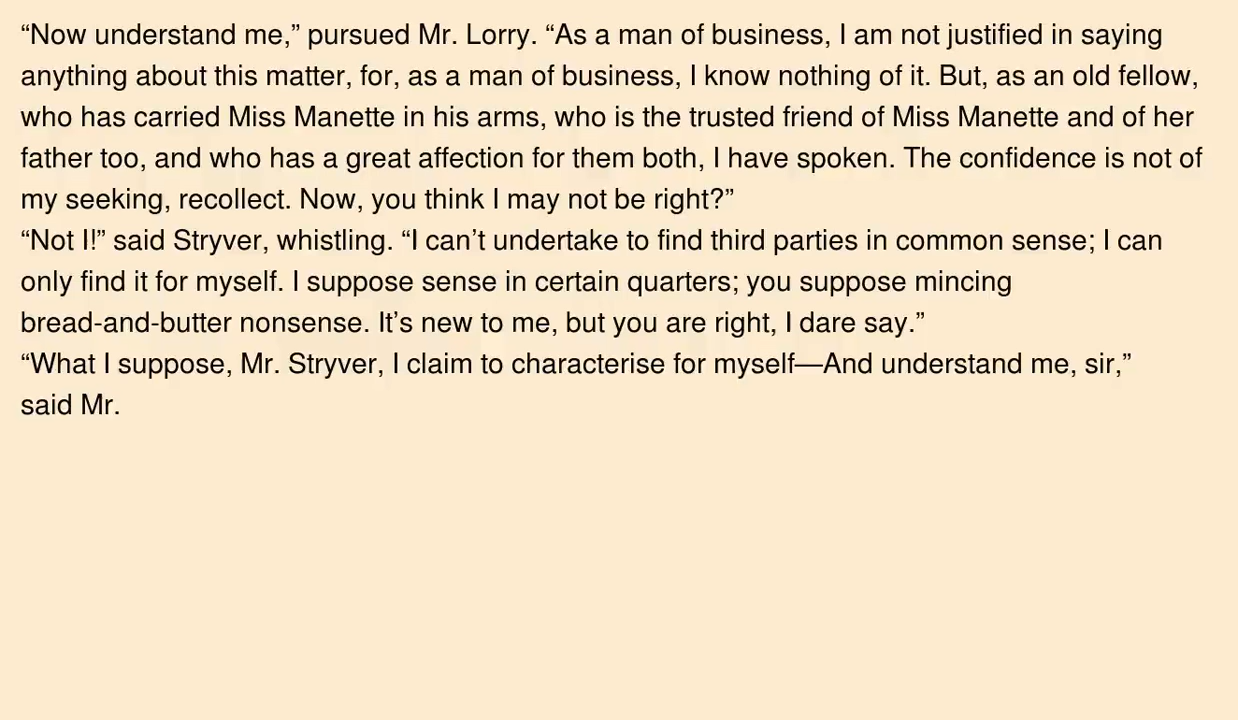 “Now understand me,” pursued Mr. Lorry. “As a man of business, I am not justified in saying
anything about this matter, for, as a man of business, I know nothing of it. But, as an old fellow,
who has carried Miss Manette in his arms, who is the trusted friend of Miss Manette and of her
father too, and who has a great affection for them both, I have spoken. The confidence is not of
my seeking, recollect. Now, you think I may not be right?”
“Not I!” said Stryver, whistling. “I can’t undertake to find third parties in common sense; I can
only find it for myself. I suppose sense in certain quarters; you suppose mincing
bread-and-butter nonsense. It’s new to me, but you are right, I dare say.”
“What I suppose, Mr. Stryver, I claim to characterise for myself—And understand me, sir,”
said Mr.